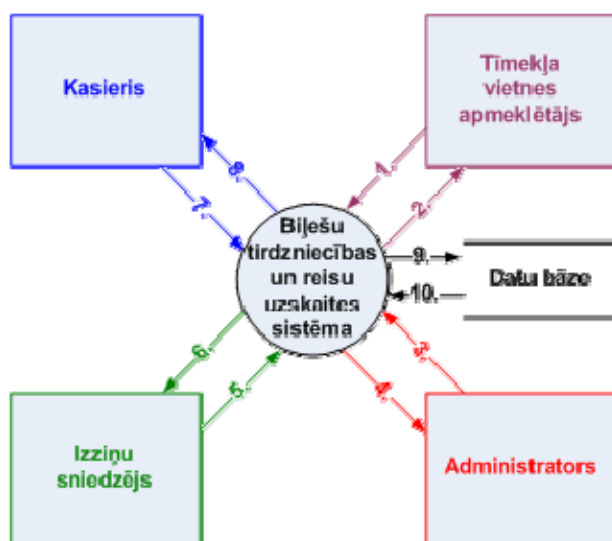 Kasieris
Tīmekļa
vietnes
apmeklētājs
1.
2.
8.
7.
Biļešu
tirdzniecības
un reisu
uzskaites
sistēma
9.
10.
Datu bāze
6.
5.
3.
4.
Izziņu
sniedzējs
Administrators